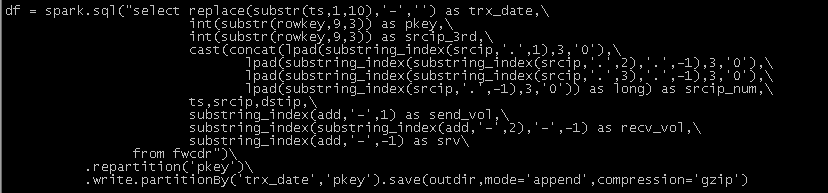 df = spark.sql("select replace(substr(ts,1,10),'-','') as trx_date,\
int(substr(rowkey,9,3)) as pkey,\
int(substr(rowkey,9,3)) as srcip_3rd,\
cast(concat(lpad(substring_index(srcip,'.',1),3,'0'),\
lpad(substring_index(substring_index(srcip,'.',2),'.',-1),3,'0'),\
lpad(substring_index(substring_index(srcip,'.',3),'.',-1),3,'0'),\
lpad(substring_index(srcip,'.',-1),3,'0')) as long) as srcip_num,\
ts,srcip,dstip,\
substring_index(add,'-',1) as send_vol,\
substring_index(substring_index(add,'-',2),'-',-1) as recv_vol,\
substring_index(add,'-',-1) as srv\
from fwcdr")\
.repartition('pkey')\
.write.partitionBy('trx_date','pkey').save(outdir,mode='append',compression='gzip')